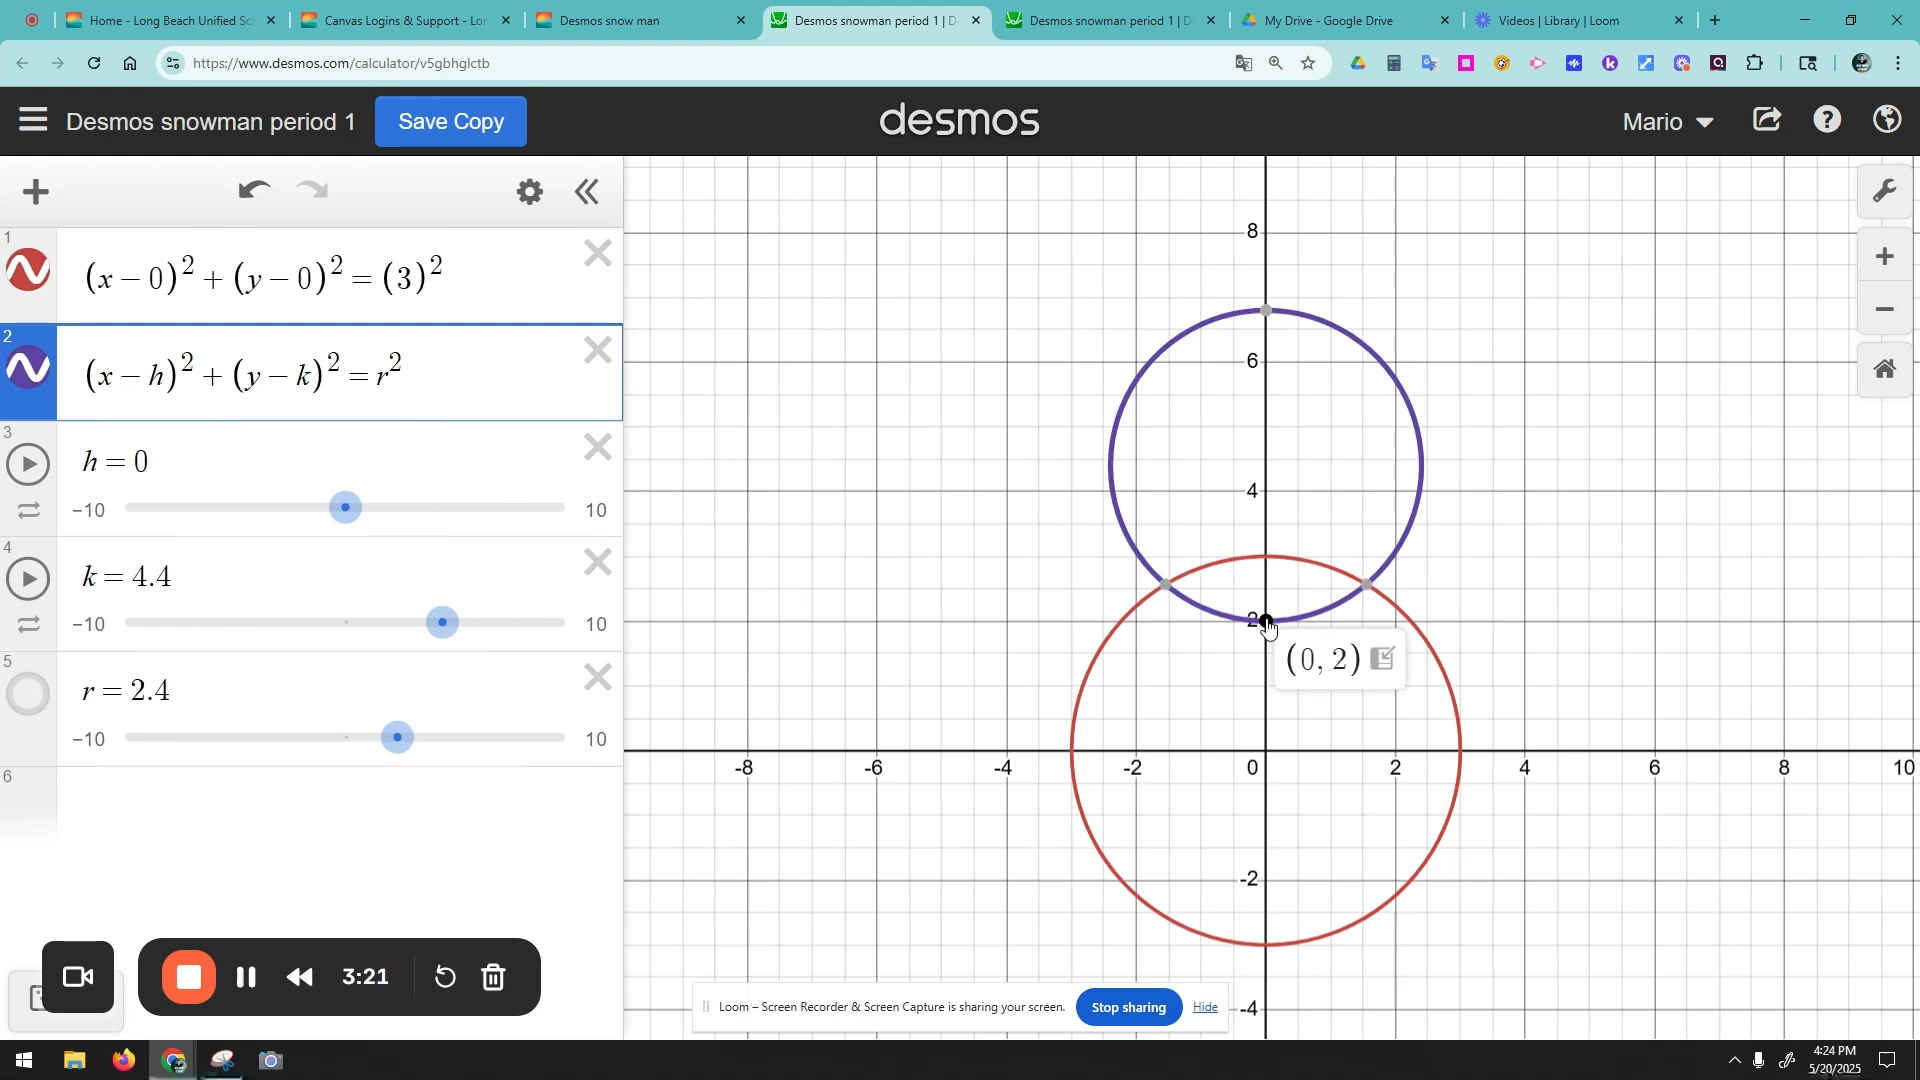 Home - Long Beach Unified Sc
Canvas Logins & Support - Lon
Desmos snow man
Desmos snowman period 1 | D
Desmos snowman period 1 | D
My Drive - Google Drive
Videos | Library | Loom
https://www.desmos.com/calculator/v5gbhglctb
Desmos snowman period 1
Save Copy
desmos
Mario
1
(x − 0)² + (y − 0)² = (3)²
2
(x − h)² + (y − k)² = r²
3
h = 0
−10
10
4
k = 4.4
−10
10
5
r = 2.4
−10
10
6
8
6
4
2
(0, 2)
-8
-6
-4
-2
0
2
4
6
8
10
-2
-4
3:21
Loom – Screen Recorder & Screen Capture is sharing your screen.
Stop sharing
Hide
4:24 PM
5/20/2025